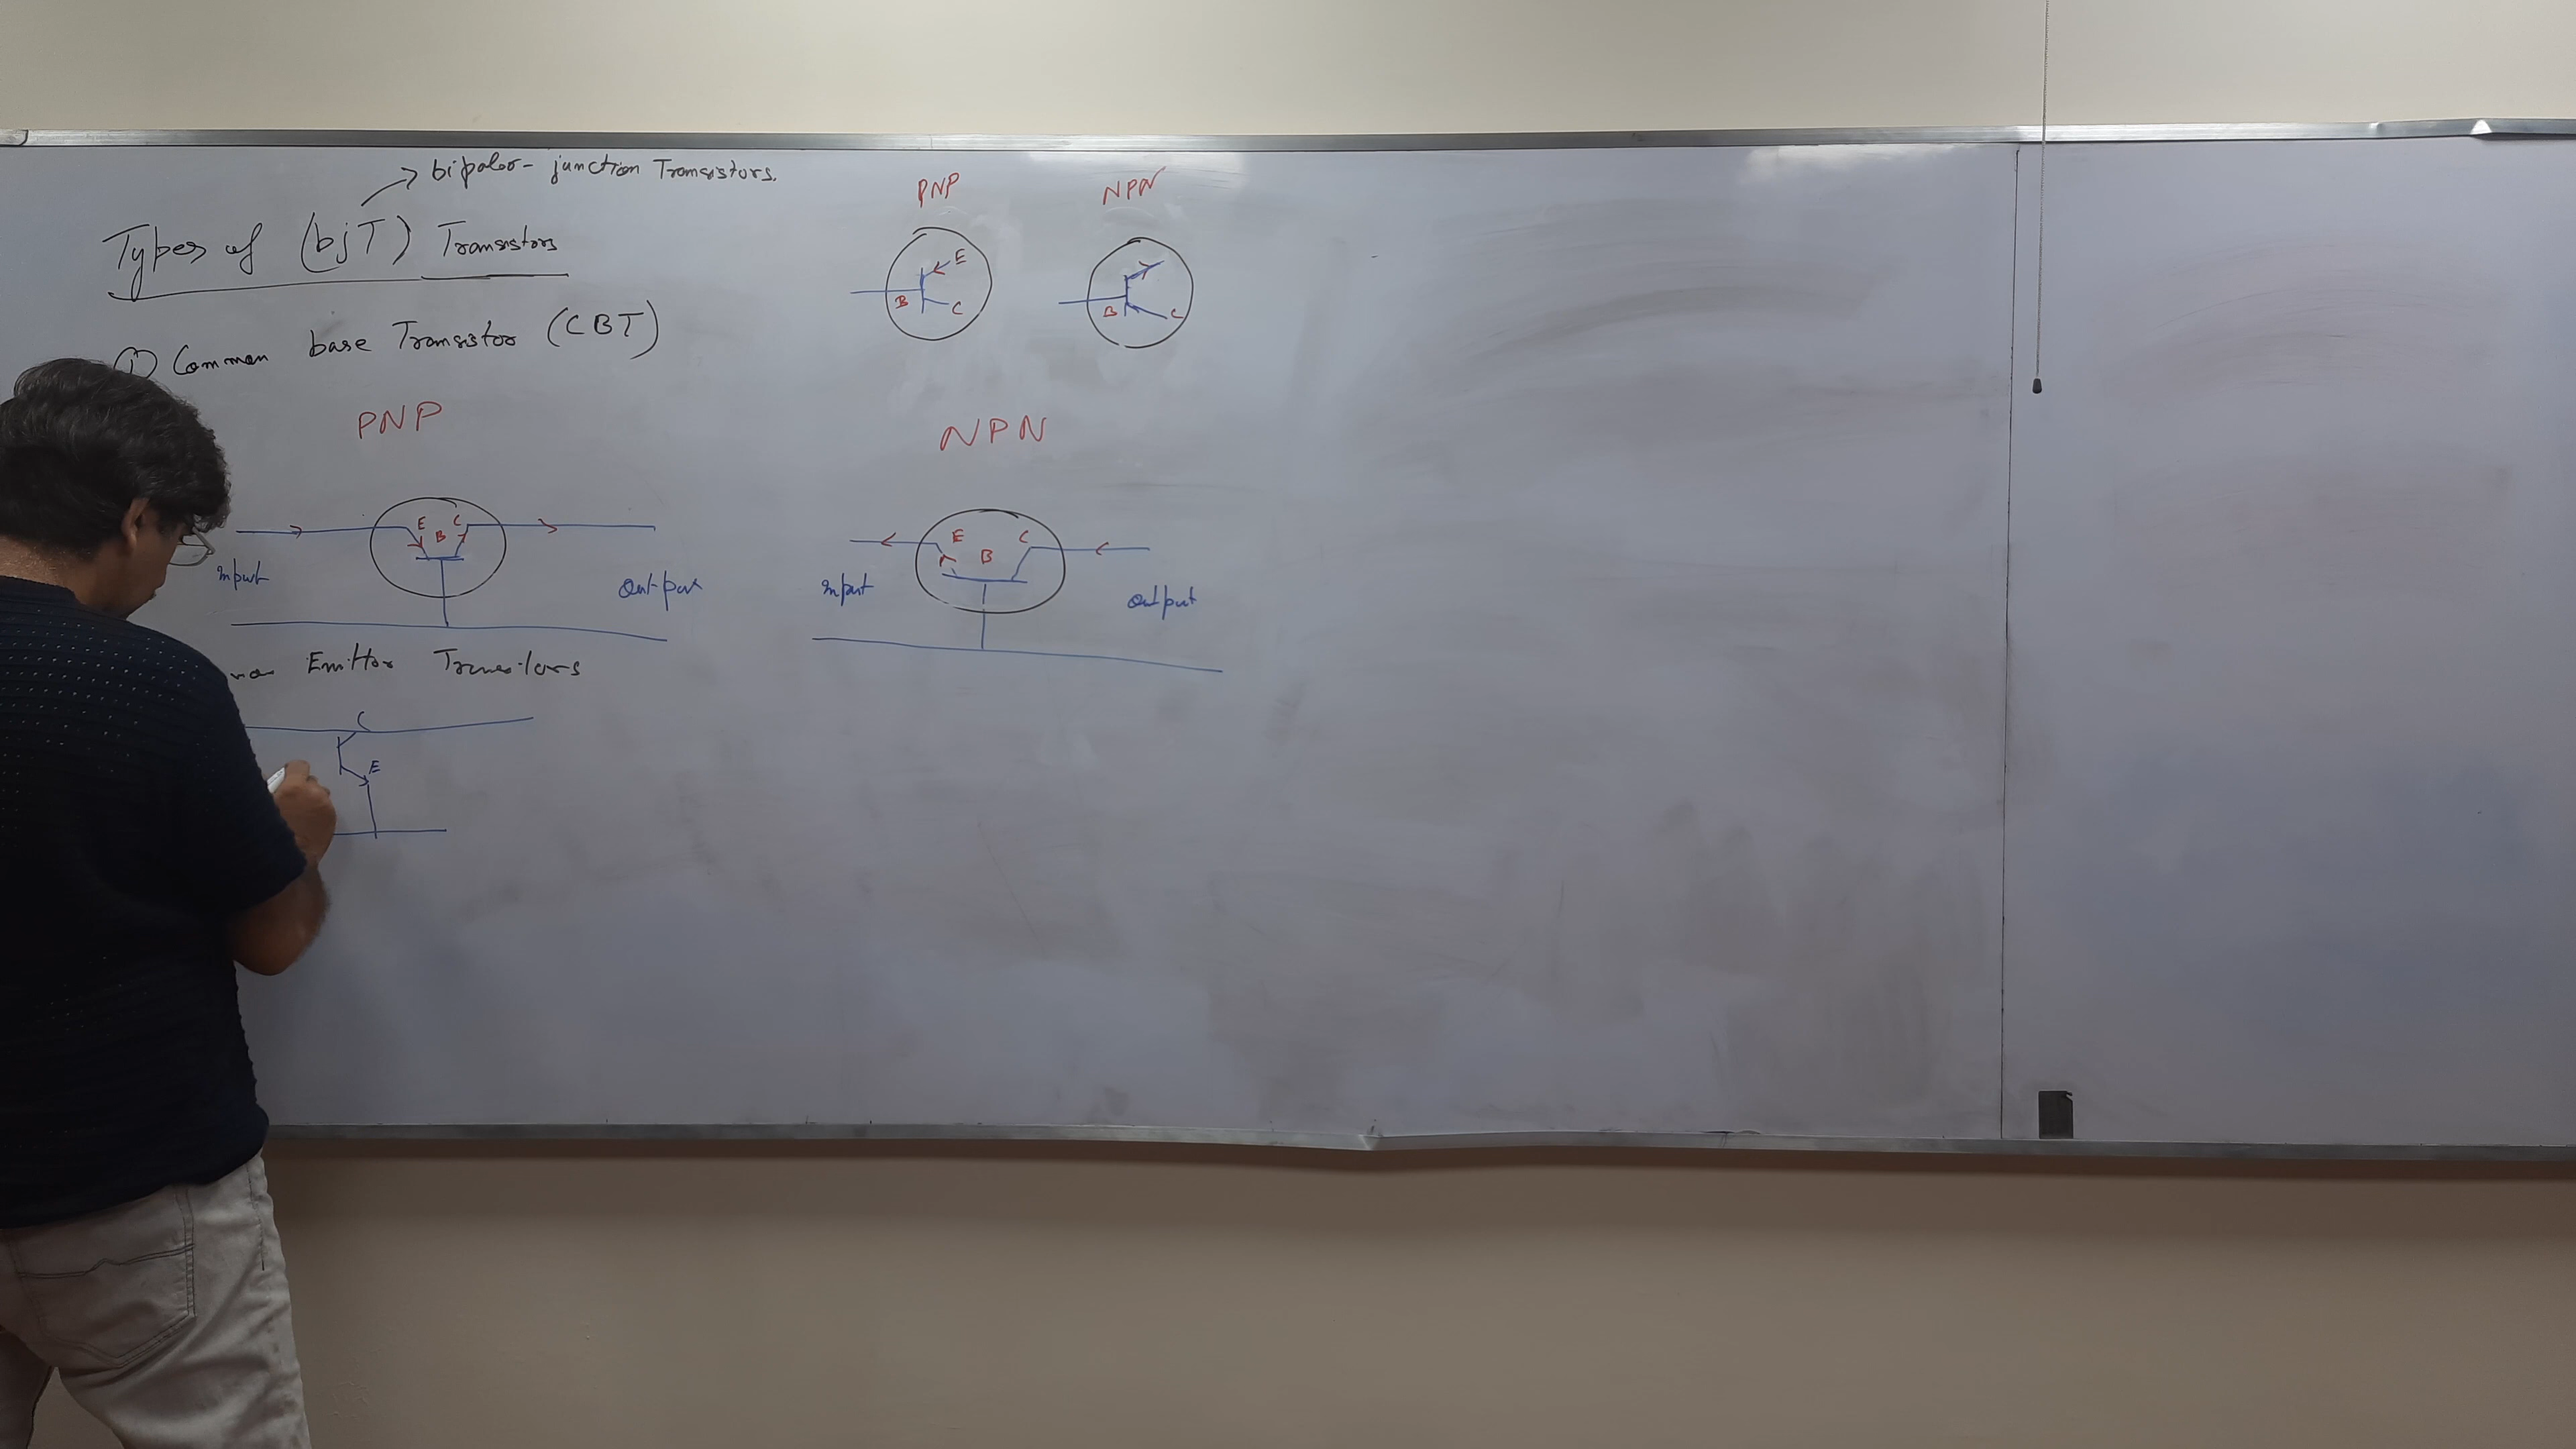 bipolar - junction Transistors.
Types of (bjT) Transistors
PNP NPN
E
B C
B C
① Common base Transistor (CBT)
PNP
NPN
E B C
Input Output
E B C
Input Output
Emittor Transistors
C
E